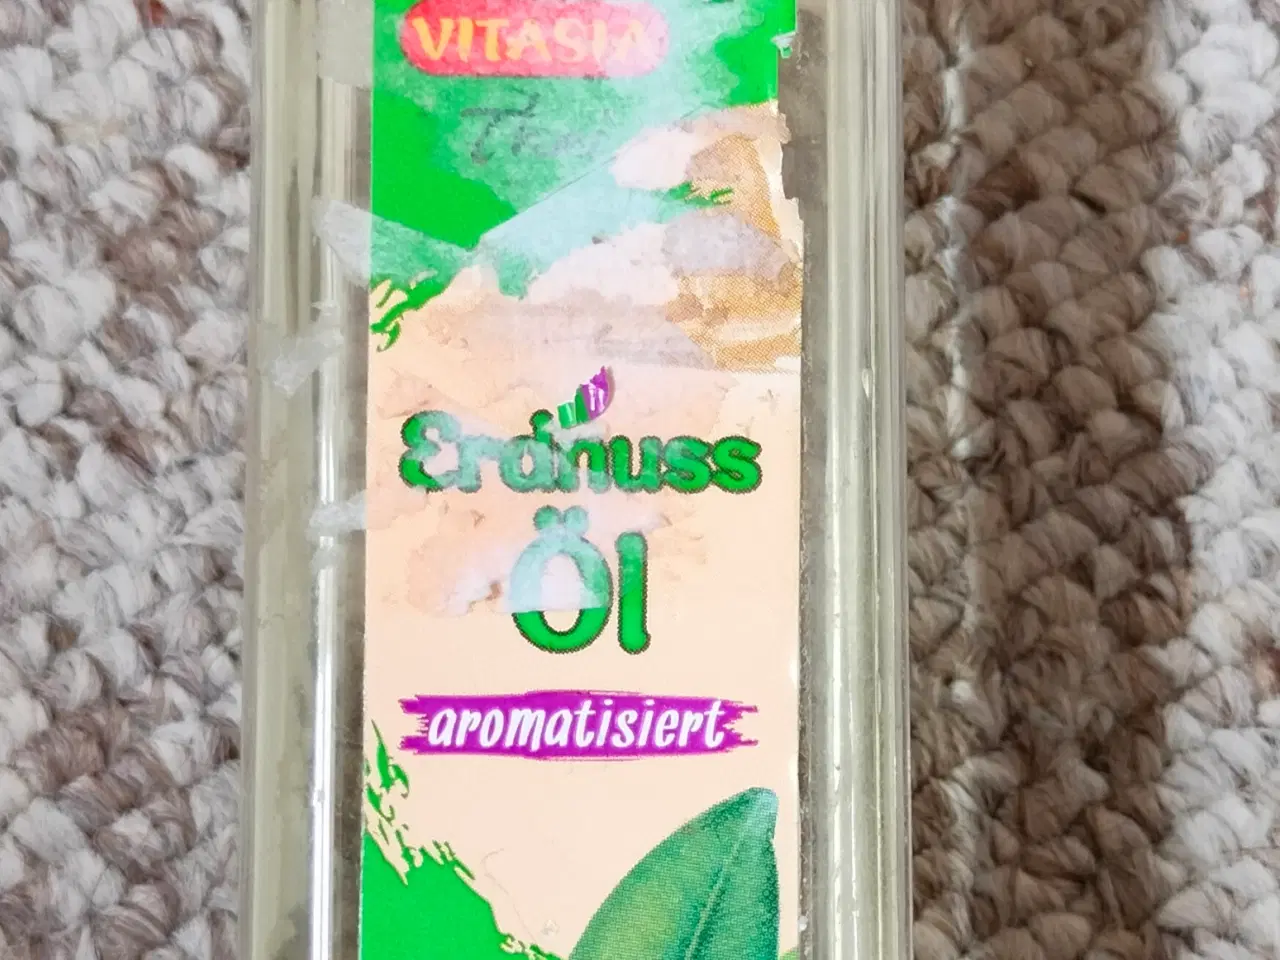 VITASIA
Erdnuss
Öl
aromatisiert